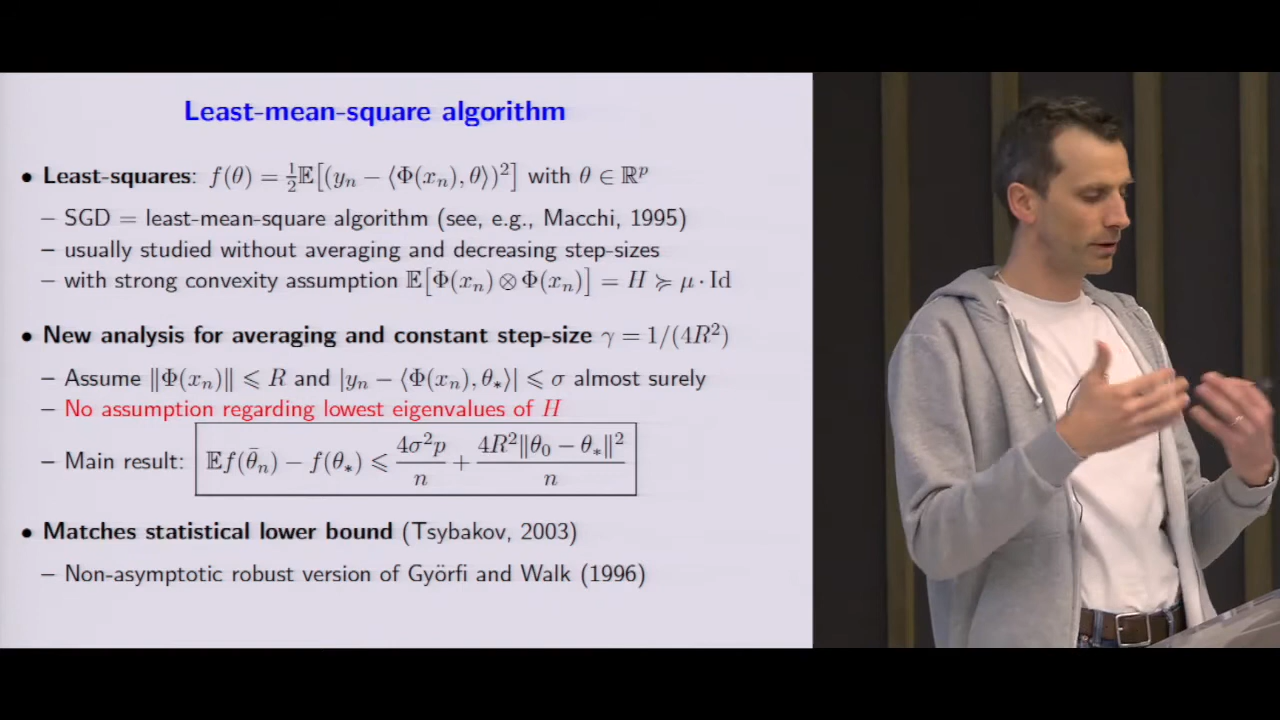 Least-mean-square algorithm
• Least-squares: f(θ) = ½𝔼[(yₙ − ⟨Φ(xₙ), θ⟩)²] with θ ∈ ℝᵖ
– SGD = least-mean-square algorithm (see, e.g., Macchi, 1995)
– usually studied without averaging and decreasing step-sizes
– with strong convexity assumption 𝔼[Φ(xₙ) ⊗ Φ(xₙ)] = H ≽ μ · Id
• New analysis for averaging and constant step-size γ = 1/(4R²)
– Assume ‖Φ(xₙ)‖ ⩽ R and |yₙ − ⟨Φ(xₙ), θ∗⟩| ⩽ σ almost surely
– No assumption regarding lowest eigenvalues of H
– Main result: 𝔼f(θ̄ₙ) − f(θ∗) ⩽ 4σ²p/n + 4R²‖θ₀ − θ∗‖²/n
• Matches statistical lower bound (Tsybakov, 2003)
– Non-asymptotic robust version of Györfi and Walk (1996)